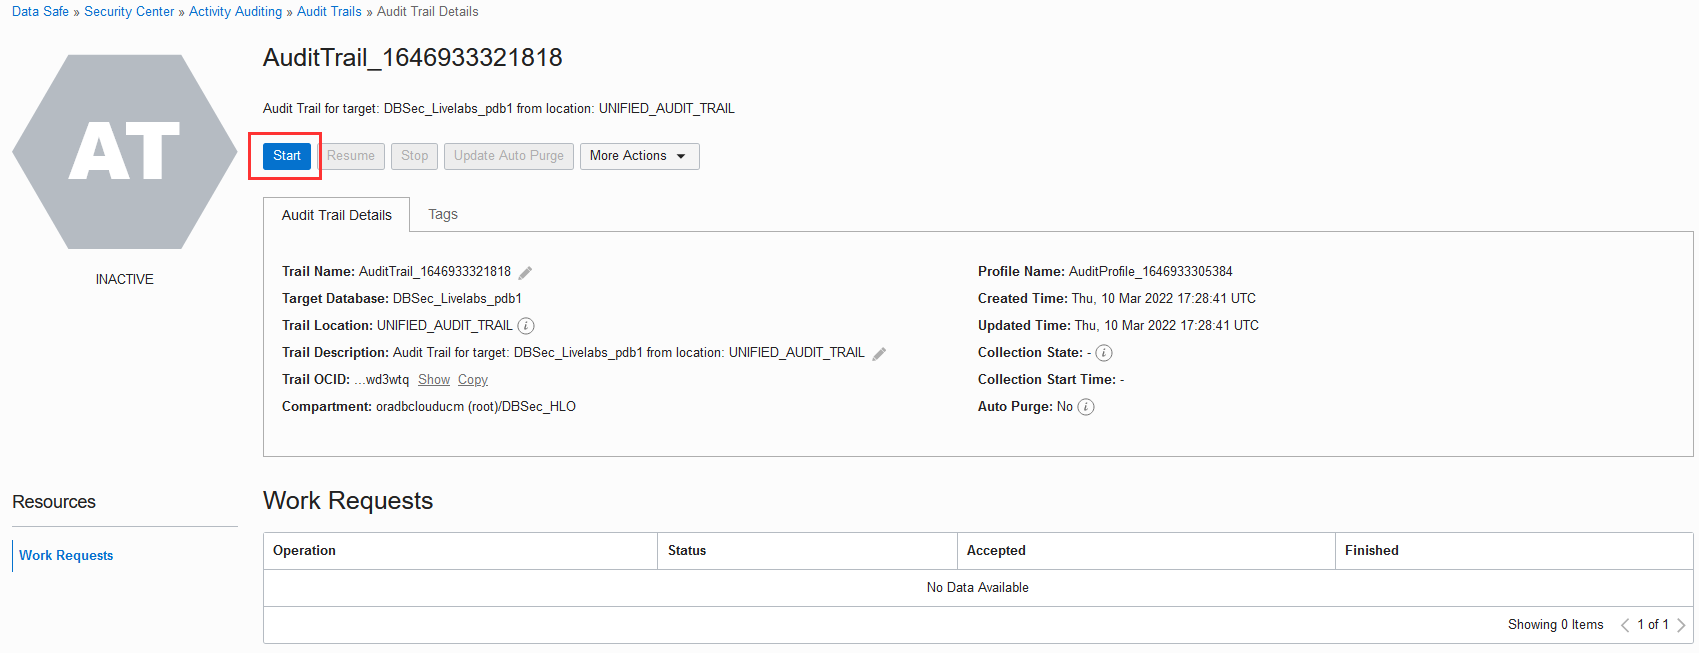 Data Safe » Security Center » Activity Auditing » Audit Trails » Audit Trail Details
AT
INACTIVE
AuditTrail_1646933321818
Audit Trail for target: DBSec_Livelabs_pdb1 from location: UNIFIED_AUDIT_TRAIL
Start Resume Stop Update Auto Purge More Actions
Audit Trail Details Tags
Trail Name: AuditTrail_1646933321818
Target Database: DBSec_Livelabs_pdb1
Trail Location: UNIFIED_AUDIT_TRAIL i
Trail Description: Audit Trail for target: DBSec_Livelabs_pdb1 from location: UNIFIED_AUDIT_TRAIL
Trail OCID: ...wd3wtq Show Copy
Compartment: oradbclouducm (root)/DBSec_HLO
Profile Name: AuditProfile_1646933305384
Created Time: Thu, 10 Mar 2022 17:28:41 UTC
Updated Time: Thu, 10 Mar 2022 17:28:41 UTC
Collection State: - i
Collection Start Time: -
Auto Purge: No i
Resources
Work Requests
Work Requests
Operation Status Accepted Finished
No Data Available
Showing 0 Items < 1 of 1 >